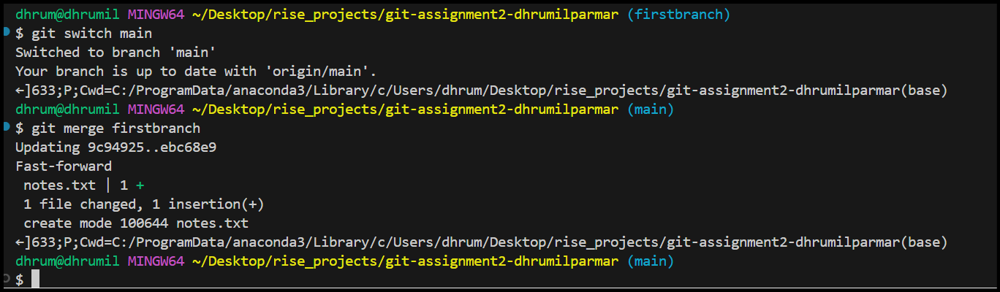 dhrum@dhrumil MINGW64 ~/Desktop/rise_projects/git-assignment2-dhrumilparmar (firstbranch)
$ git switch main
Switched to branch 'main'
Your branch is up to date with 'origin/main'.
←]633;P;Cwd=C:/ProgramData/anaconda3/Library/c/Users/dhrum/Desktop/rise_projects/git-assignment2-dhrumilparmar(base)
dhrum@dhrumil MINGW64 ~/Desktop/rise_projects/git-assignment2-dhrumilparmar (main)
$ git merge firstbranch
Updating 9c94925..ebc68e9
Fast-forward
 notes.txt | 1 +
 1 file changed, 1 insertion(+)
 create mode 100644 notes.txt
←]633;P;Cwd=C:/ProgramData/anaconda3/Library/c/Users/dhrum/Desktop/rise_projects/git-assignment2-dhrumilparmar(base)
dhrum@dhrumil MINGW64 ~/Desktop/rise_projects/git-assignment2-dhrumilparmar (main)
$